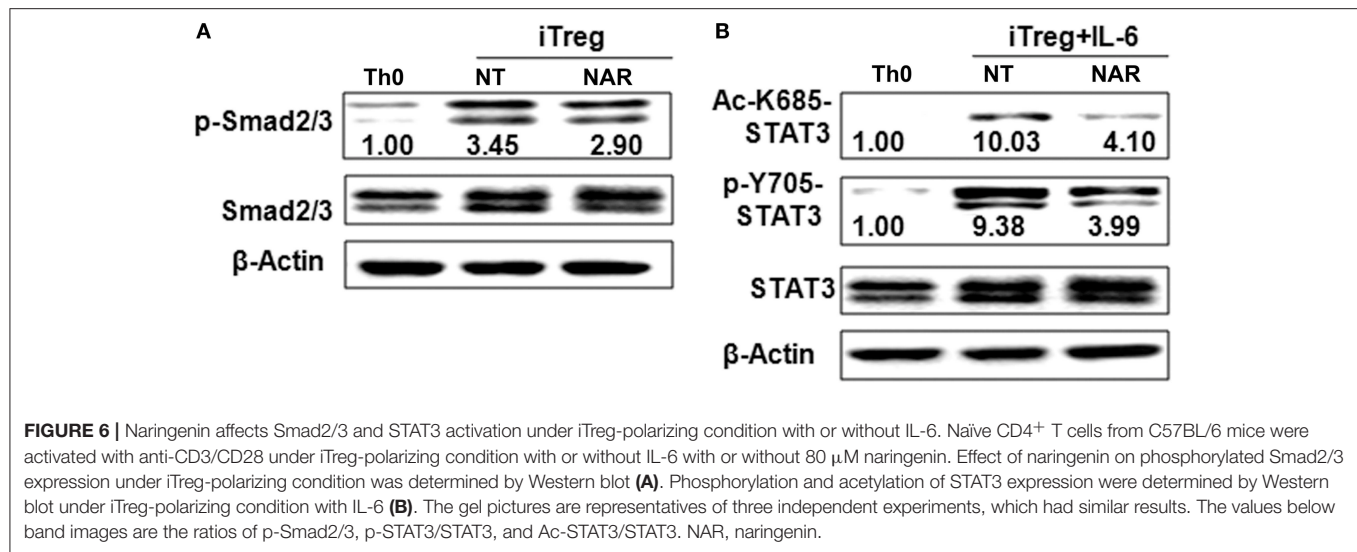 A
iTreg
Th0 NT NAR
p-Smad2/3
1.00 3.45 2.90
Smad2/3
β-Actin
B
iTreg+IL-6
Th0 NT NAR
Ac-K685-
STAT3
1.00 10.03 4.10
p-Y705-
STAT3
1.00 9.38 3.99
STAT3
β-Actin
FIGURE 6 | Naringenin affects Smad2/3 and STAT3 activation under iTreg-polarizing condition with or without IL-6. Naïve CD4+ T cells from C57BL/6 mice were
activated with anti-CD3/CD28 under iTreg-polarizing condition with or without IL-6 with or without 80 μM naringenin. Effect of naringenin on phosphorylated Smad2/3
expression under iTreg-polarizing condition was determined by Western blot (A). Phosphorylation and acetylation of STAT3 expression were determined by Western
blot under iTreg-polarizing condition with IL-6 (B). The gel pictures are representatives of three independent experiments, which had similar results. The values below
band images are the ratios of p-Smad2/3, p-STAT3/STAT3, and Ac-STAT3/STAT3. NAR, naringenin.